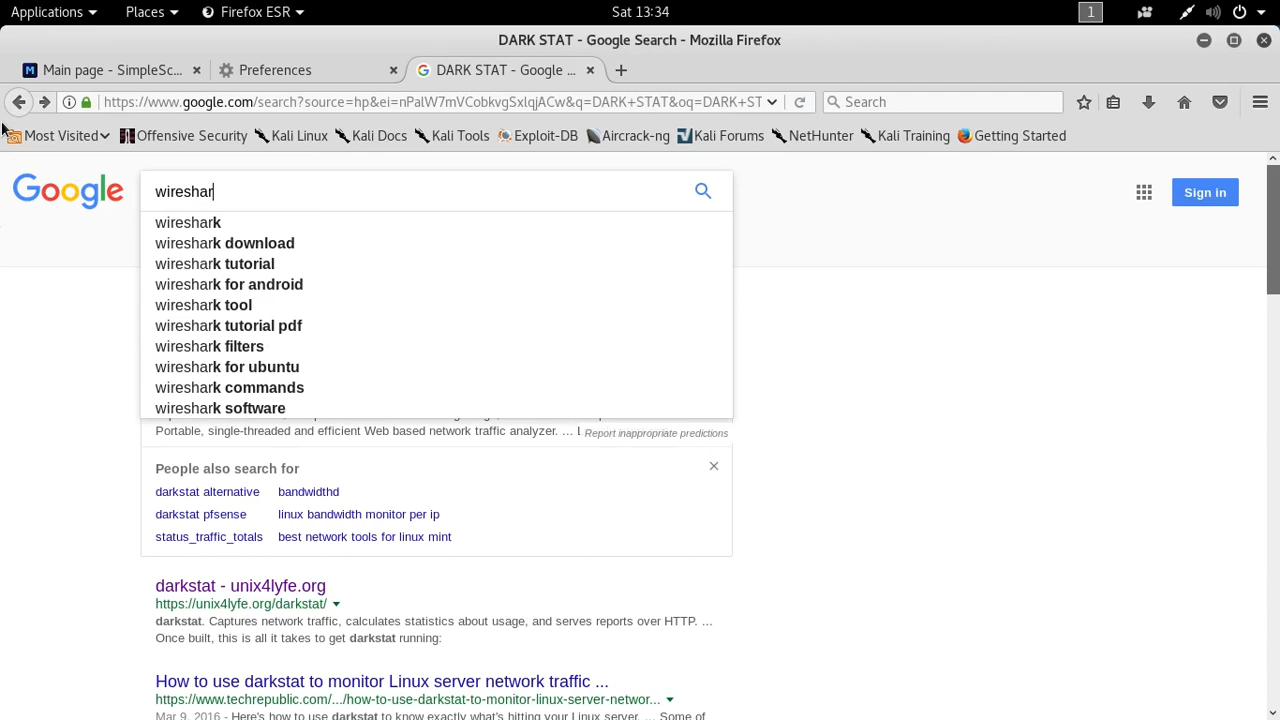 Applications Places Firefox ESR Sat 13:34 1
DARK STAT - Google Search - Mozilla Firefox
Main page - SimpleSc... Preferences DARK STAT - Google ...
https://www.google.com/search?source=hp&ei=nPalW7mVCobkvgSxlqjACw&q=DARK+STAT&oq=DARK+ST Search
Most Visited Offensive Security Kali Linux Kali Docs Kali Tools Exploit-DB Aircrack-ng Kali Forums NetHunter Kali Training Getting Started
Google wireshar Sign in
wireshark
wireshark download
wireshark tutorial
wireshark for android
wireshark tool
wireshark tutorial pdf
wireshark filters
wireshark for ubuntu
wireshark commands
wireshark software
Portable, single-threaded and efficient Web based network traffic analyzer. ... Report inappropriate predictions
People also search for
darkstat alternative bandwidthd
darkstat pfsense linux bandwidth monitor per ip
status_traffic_totals best network tools for linux mint
darkstat - unix4lyfe.org
https://unix4lyfe.org/darkstat/
darkstat. Captures network traffic, calculates statistics about usage, and serves reports over HTTP. ...
Once built, this is all it takes to get darkstat running:
How to use darkstat to monitor Linux server network traffic ...
https://www.techrepublic.com/.../how-to-use-darkstat-to-monitor-linux-server-networ...
Mar 9, 2016 - Here's how to use darkstat to know exactly what's hitting your Linux server. ... Some of